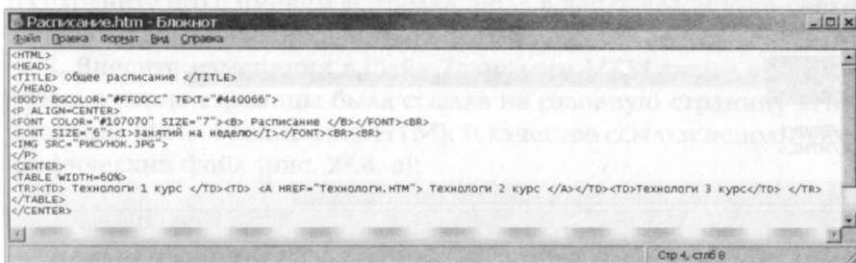 Расписание.htm - Блокнот
Файл Правка Формат Вид Справка
<HTML>
<HEAD>
<TITLE> Общее расписание </TITLE>
</HEAD>
<BODY BGCOLOR="#FFDDCC" TEXT="#440066">
<P ALIGN=CENTER>
<FONT COLOR="#107070" SIZE="7"><B> Расписание </B></FONT><BR>
<FONT SIZE="6"><I>занятий на неделю</I></FONT><BR><BR>
<IMG SRC="РИСУНОК.JPG">
</P>
<CENTER>
<TABLE WIDTH=60%>
<TR><TD> Технологи 1 курс </TD><TD> <A HREF="Технологи.HTM"> Технологи 2 курс </A></TD><TD>Технологи 3 курс</TD> </TR>
</TABLE>
</CENTER>
Стр 4, стлб 8